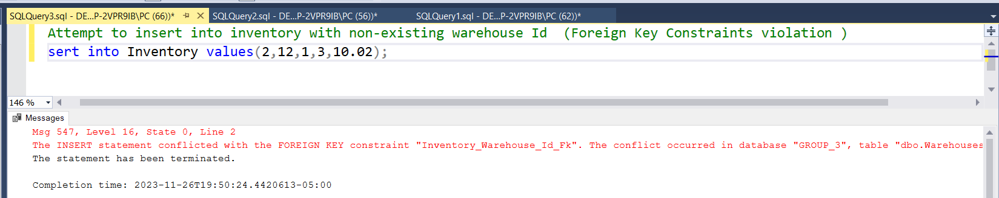 SQLQuery3.sql - DE...P-2VPR9IB\PC (66))* SQLQuery2.sql - DE...P-2VPR9IB\PC (56))* SQLQuery1.sql - DE...P-2VPR9IB\PC (62))*
Attempt to insert into inventory with non-existing warehouse Id  (Foreign Key Constraints violation )
sert into Inventory values(2,12,1,3,10.02);
146 %
Messages
Msg 547, Level 16, State 0, Line 2
The INSERT statement conflicted with the FOREIGN KEY constraint "Inventory_Warehouse_Id_Fk". The conflict occurred in database "GROUP_3", table "dbo.Warehouses
The statement has been terminated.
Completion time: 2023-11-26T19:50:24.4420613-05:00